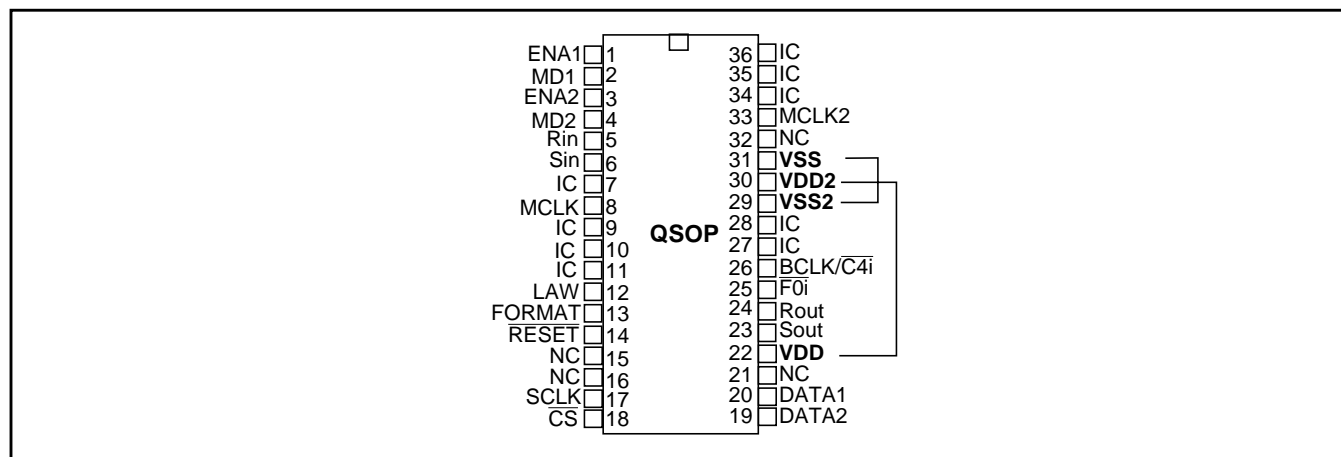 ENA1 1
MD1 2
ENA2 3
MD2 4
Rin 5
Sin 6
IC 7
MCLK 8
IC 9
IC 10
IC 11
LAW 12
FORMAT 13
RESET 14
NC 15
NC 16
SCLK 17
CS 18
QSOP
36 IC
35 IC
34 IC
33 MCLK2
32 NC
31 VSS
30 VDD2
29 VSS2
28 IC
27 IC
26 BCLK/C4i
25 F0i
24 Rout
23 Sout
22 VDD
21 NC
20 DATA1
19 DATA2